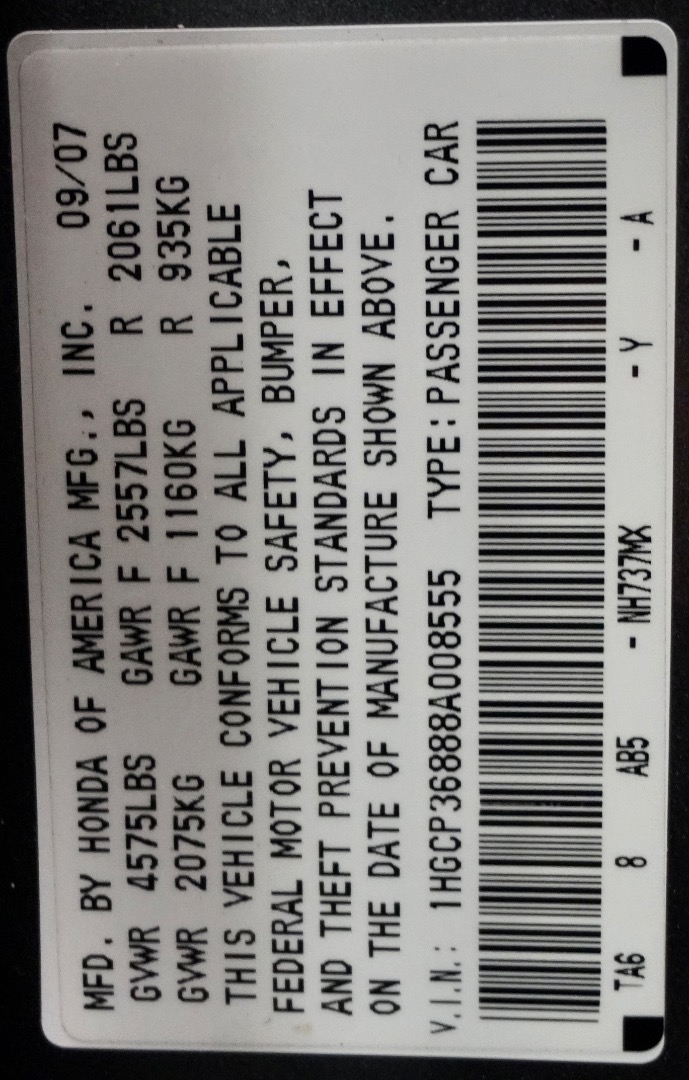 MFD. BY HONDA OF AMERICA MFG., INC. 09/07
GVWR 4575LBS GAWR F 2557LBS R 2061LBS
GVWR 2075KG GAWR F 1160KG R 935KG
THIS VEHICLE CONFORMS TO ALL APPLICABLE
FEDERAL MOTOR VEHICLE SAFETY, BUMPER,
AND THEFT PREVENTION STANDARDS IN EFFECT
ON THE DATE OF MANUFACTURE SHOWN ABOVE.
V.I.N.: 1HGCP36888A008555 TYPE:PASSENGER CAR
TA6 8 AB5 - NH737MX - Y - A